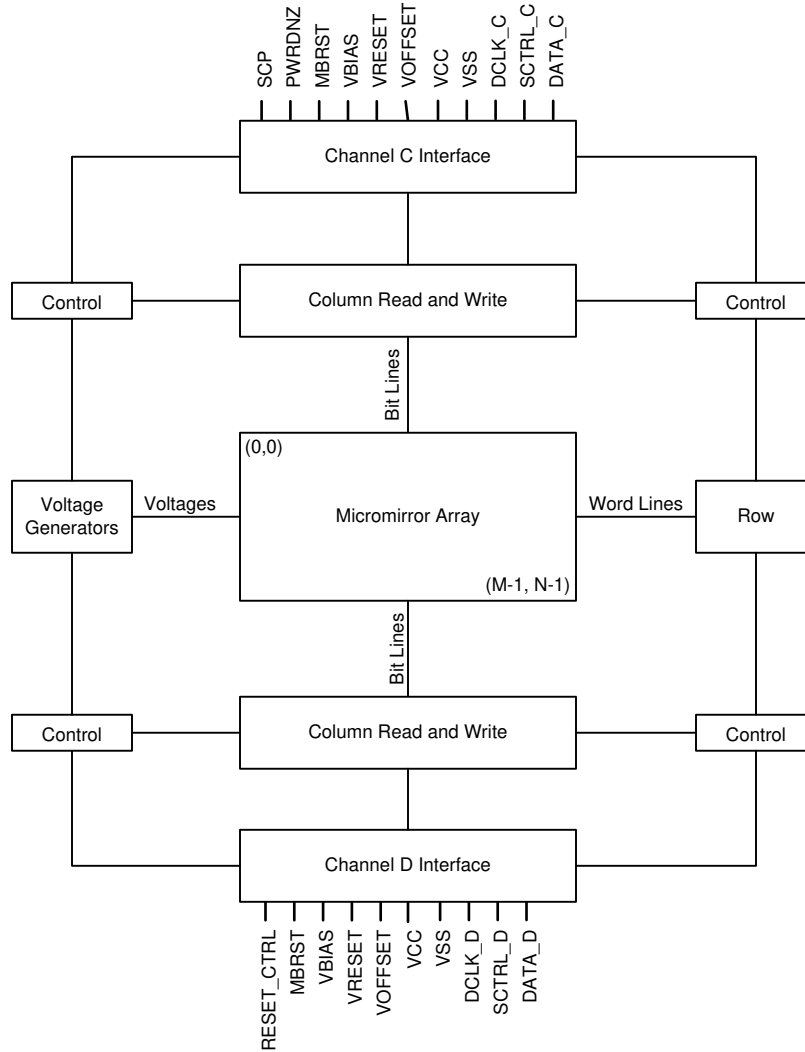 SCP
PWRDNZ
MBRST
VBIAS
VRESET
VOFFSET
VCC
VSS
DCLK_C
SCTRL_C
DATA_C
Channel C Interface
Control
Column Read and Write
Control
Bit Lines
(0,0)
Voltage
Generators
Voltages
Micromirror Array
Word Lines
Row
(M-1, N-1)
Bit Lines
Control
Column Read and Write
Control
Channel D Interface
RESET_CTRL
MBRST
VBIAS
VRESET
VOFFSET
VCC
VSS
DCLK_D
SCTRL_D
DATA_D